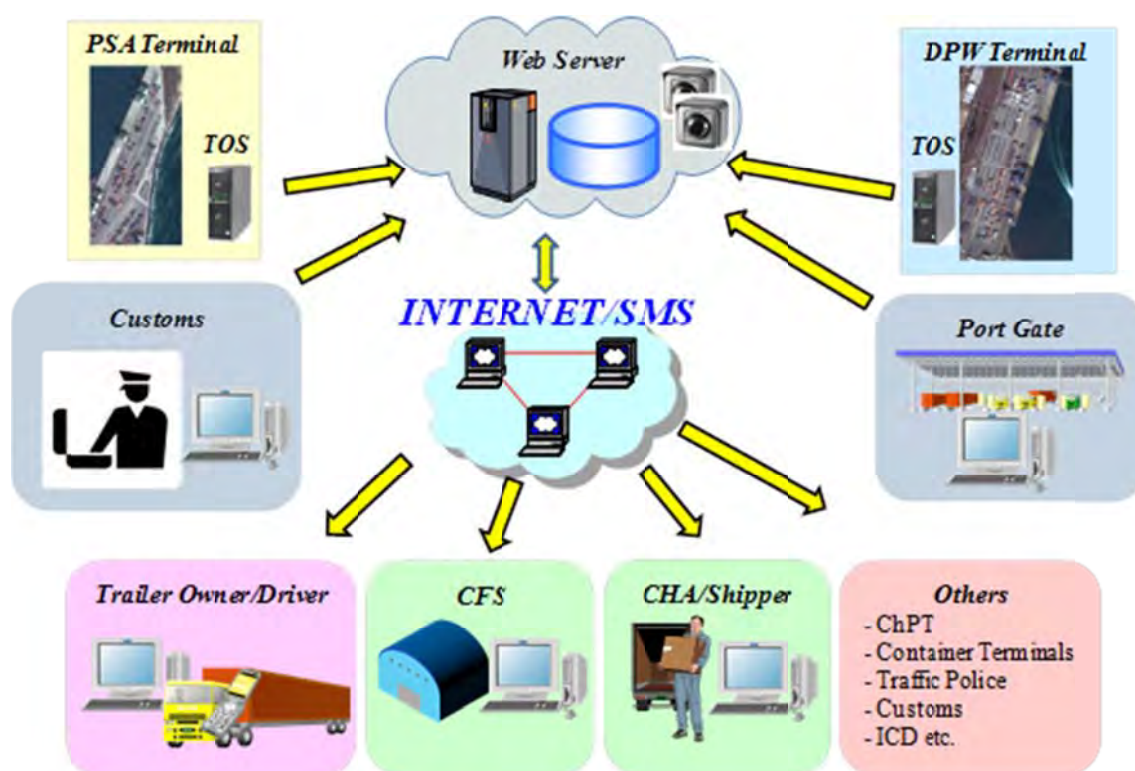 PSA Terminal
TOS
Web Server
DPW Terminal
TOS
Customs
INTERNET/SMS
Port Gate
Trailer Owner/Driver
CFS
CHA/Shipper
Others
- ChPT
- Container Terminals
- Traffic Police
- Customs
- ICD etc.